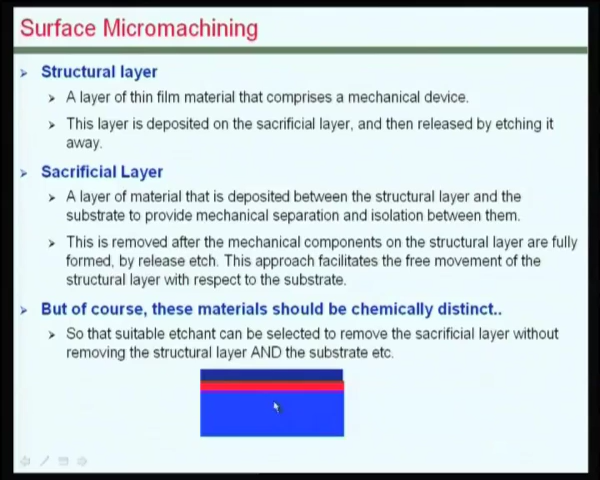 Surface Micromachining
Structural layer
A layer of thin film material that comprises a mechanical device.
This layer is deposited on the sacrificial layer, and then released by etching it
away.
Sacrificial Layer
A layer of material that is deposited between the structural layer and the
substrate to provide mechanical separation and isolation between them.
This is removed after the mechanical components on the structural layer are fully
formed, by release etch. This approach facilitates the free movement of the
structural layer with respect to the substrate.
But of course, these materials should be chemically distinct..
So that suitable etchant can be selected to remove the sacrificial layer without
removing the structural layer AND the substrate etc.